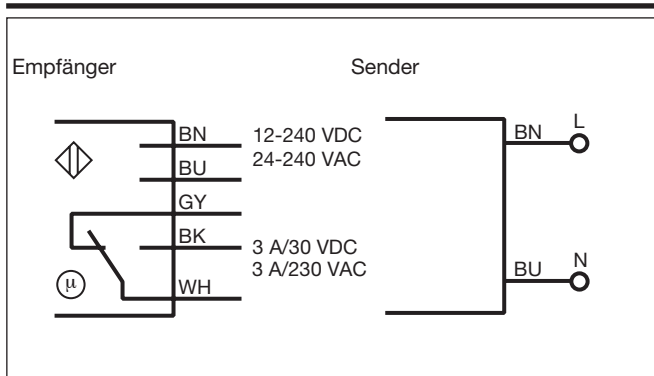 Empfänger
Sender
BN
12-240 VDC
BU
24-240 VAC
GY
BK
3 A/30 VDC
3 A/230 VAC
WH
µ
BN
L
BU
N